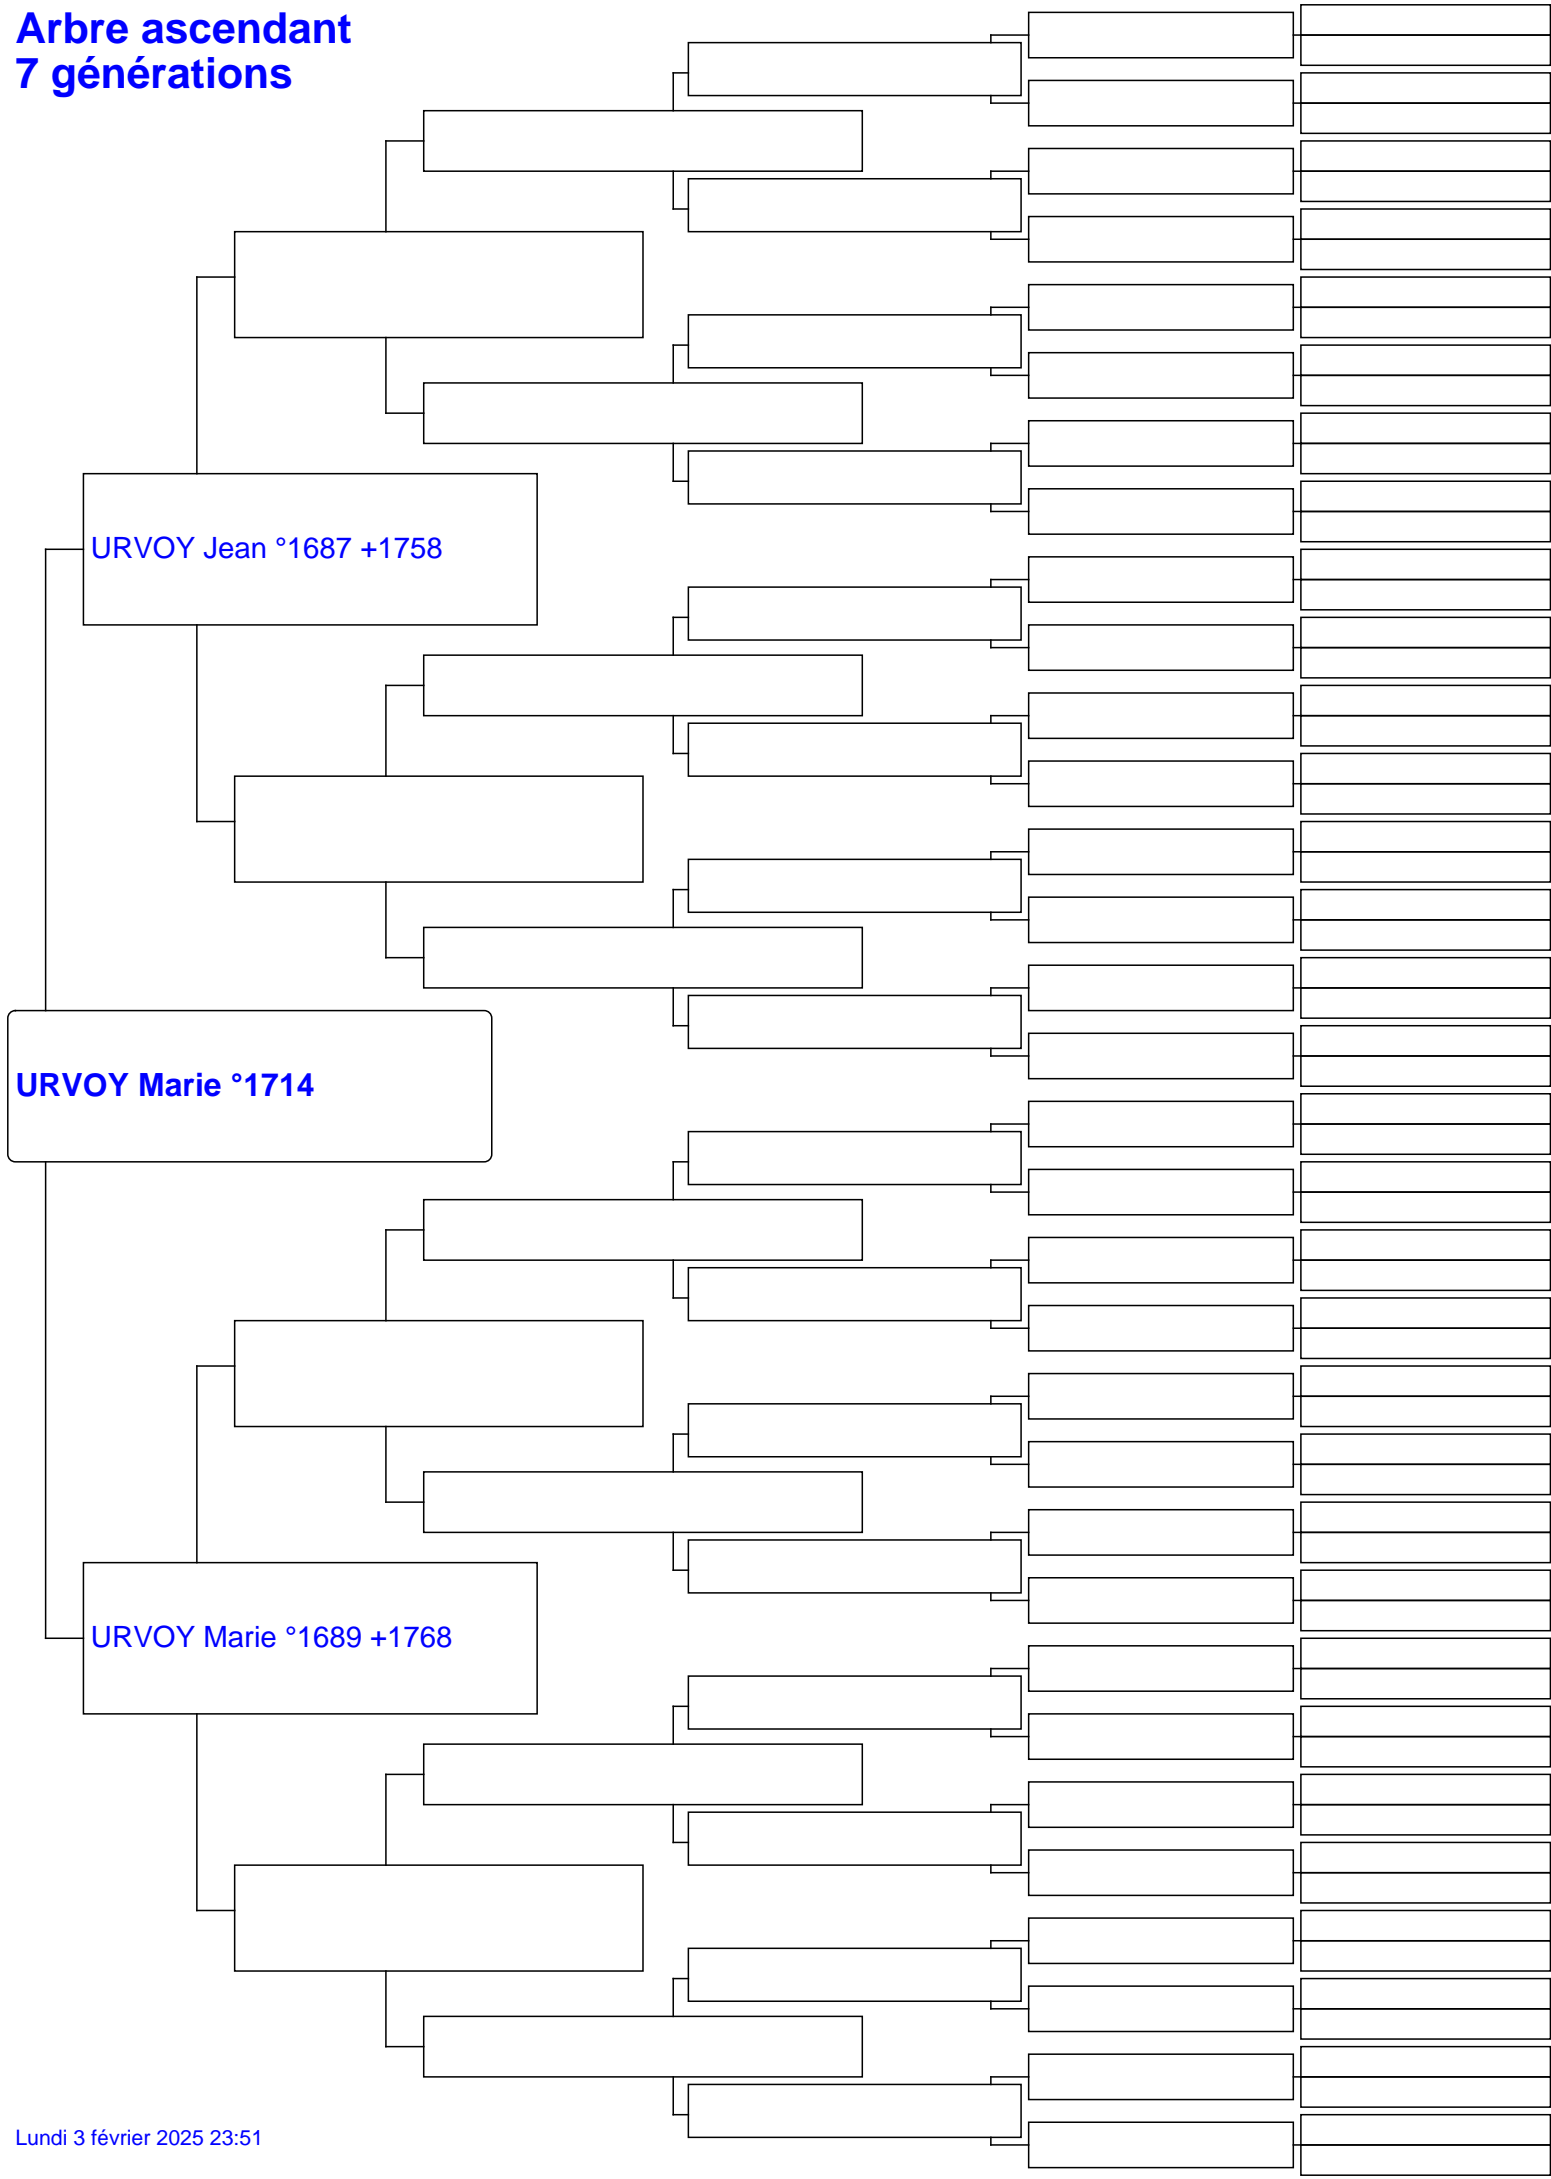 Arbre ascendant
7 générations
URVOY Jean °1687 +1758
URVOY Marie °1714
URVOY Marie °1689 +1768
Lundi 3 février 2025 23:51